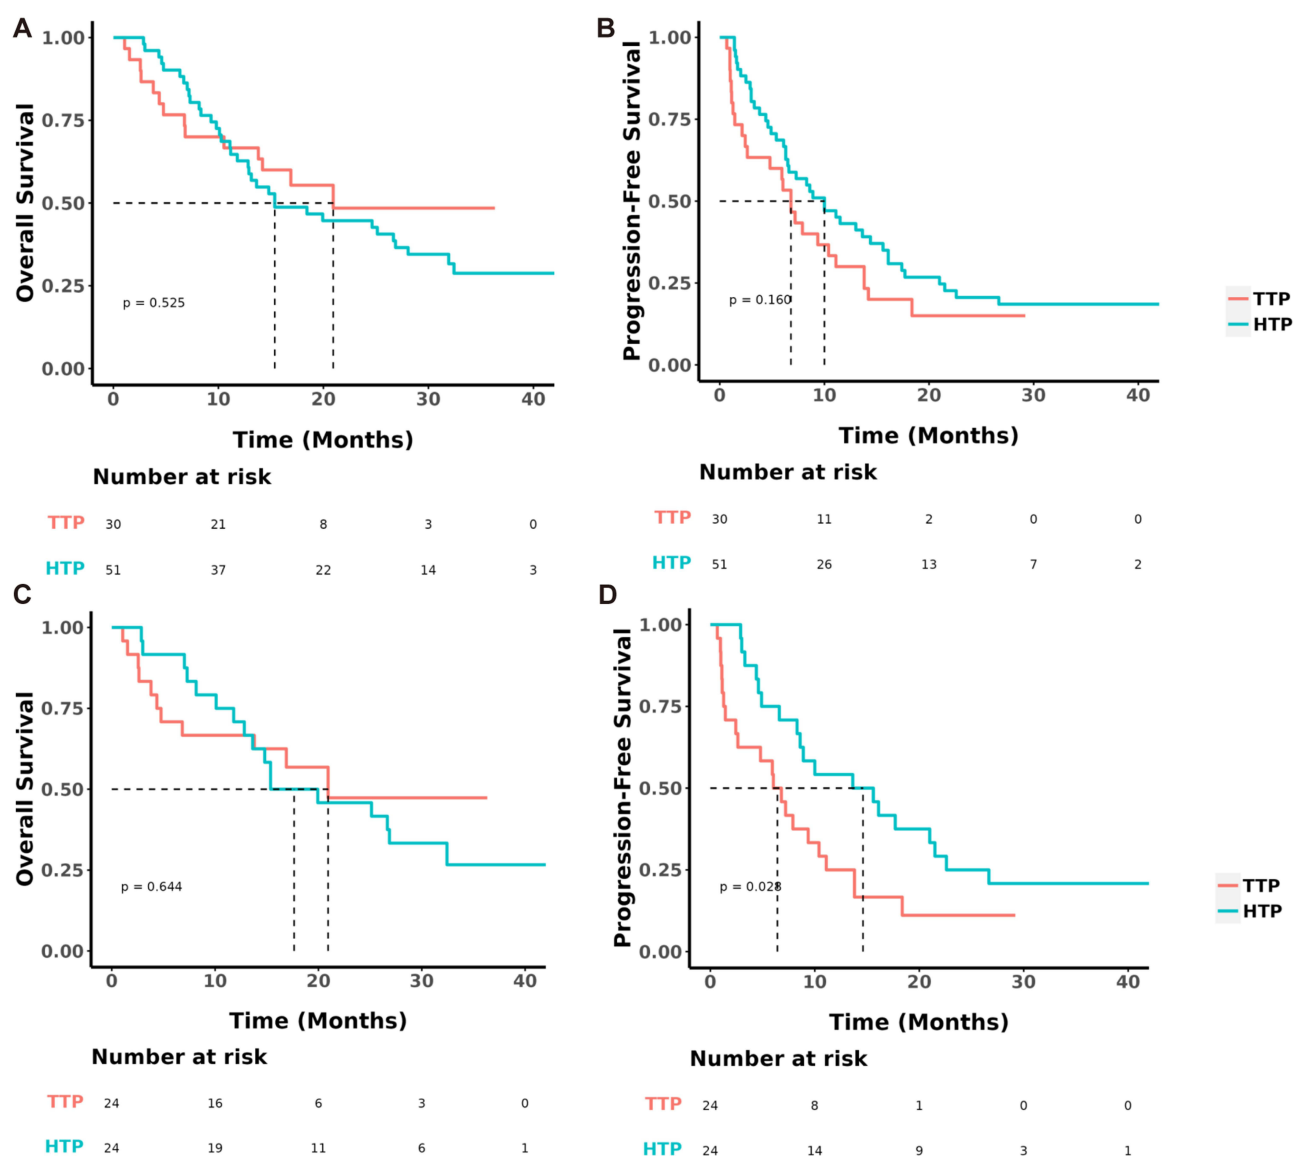 A
Overall Survival
1.00
0.75
0.50
0.25
0.00
p = 0.525
0 10 20 30 40
Time (Months)
Number at risk
TTP 30 21 8 3 0
HTP 51 37 22 14 3
B
Progression-Free Survival
1.00
0.75
0.50
0.25
0.00
p = 0.160
0 10 20 30 40
Time (Months)
TTP
HTP
Number at risk
TTP 30 11 2 0 0
HTP 51 26 13 7 2
C
Overall Survival
1.00
0.75
0.50
0.25
0.00
p = 0.644
0 10 20 30 40
Time (Months)
Number at risk
TTP 24 16 6 3 0
HTP 24 19 11 6 1
D
Progression-Free Survival
1.00
0.75
0.50
0.25
0.00
p = 0.028
0 10 20 30 40
Time (Months)
TTP
HTP
Number at risk
TTP 24 8 1 0 0
HTP 24 14 9 3 1